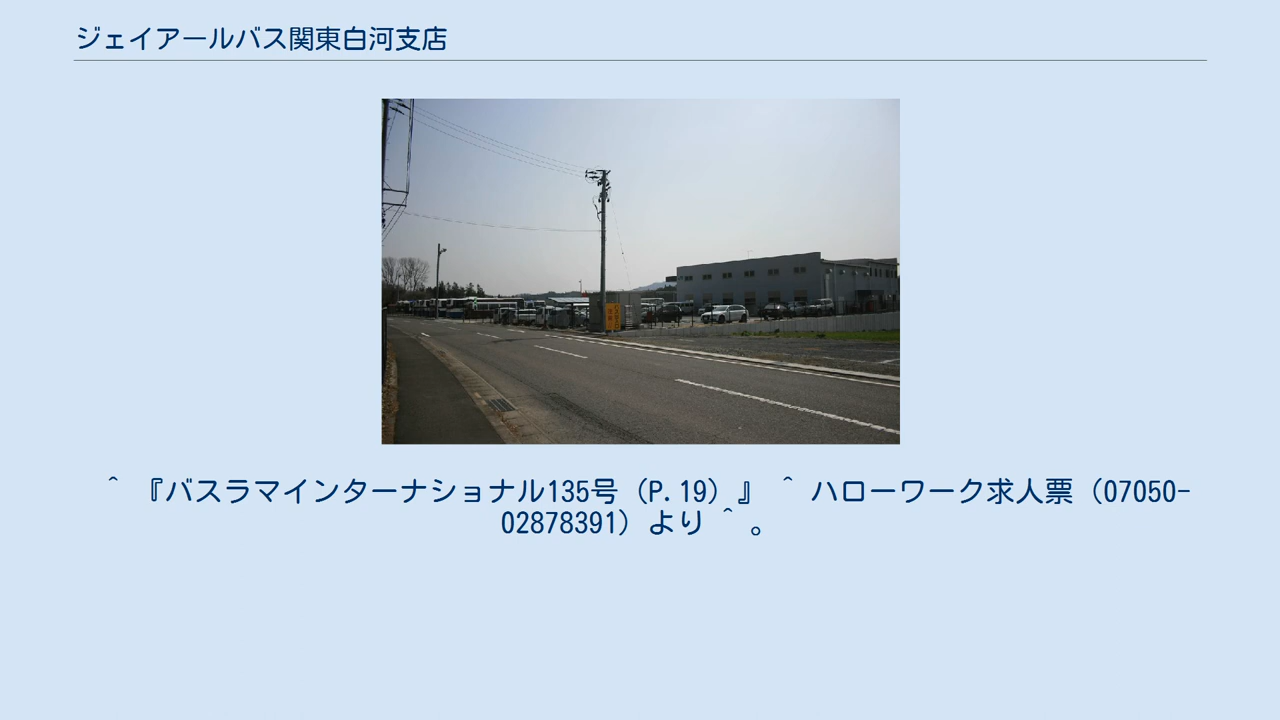 ジェイアールバス関東白河支店
^ 『バスラマインターナショナル135号（P.19）』 ^ ハローワーク求人票（07050-
02878391）より ^ 。